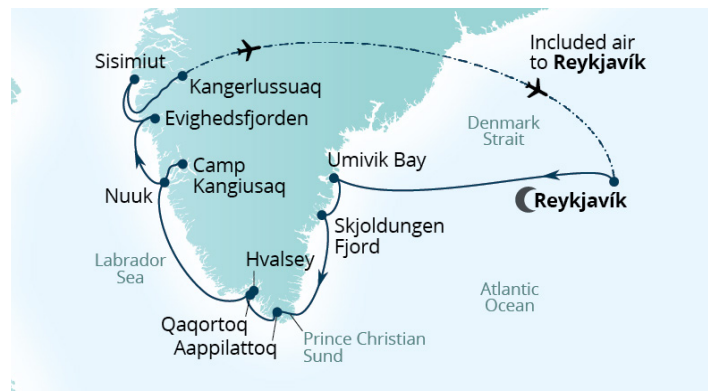 Included air
to Reykjavík
Sisimiut
Kangerlussuaq
Evighedsfjorden
Denmark
Strait
Umivik Bay
Camp
Kangiusaq
Nuuk
Reykjavík
Skjoldungen
Fjord
Hvalsey
Labrador
Sea
Atlantic
Ocean
Qaqortoq
Aappilattoq
Prince Christian
Sund